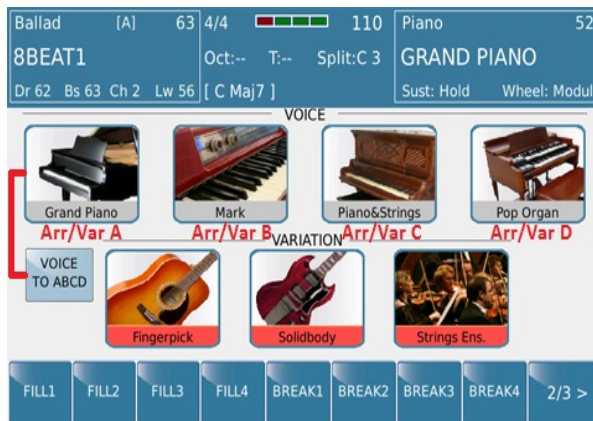 Ballad [A] 63 4/4 110 Piano 52
8BEAT1 Oct:-- T:-- Split:C 3 GRAND PIANO
Dr 62 Bs 63 Ch 2 Lw 56 [ C Maj7 ] Sust: Hold Wheel: Modul
VOICE
Grand Piano Mark Piano&Strings Pop Organ
Arr/Var A Arr/Var B Arr/Var C Arr/Var D
VARIATION
VOICE
TO ABCD
Fingerpick Solidbody Strings Ens.
FILL1 FILL2 FILL3 FILL4 BREAK1 BREAK2 BREAK3 BREAK4 2/3 >